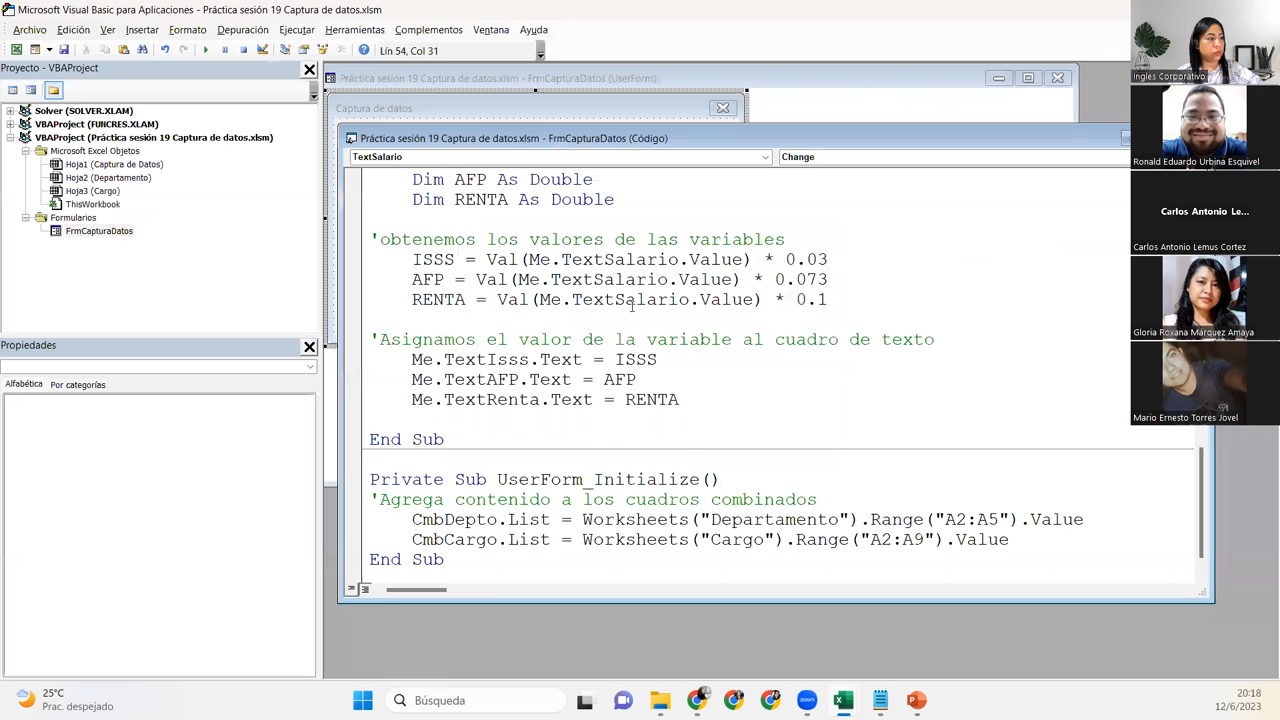 Microsoft Visual Basic para Aplicaciones - Práctica sesión 19 Captura de datos.xlsm
Archivo Edición Ver Insertar Formato Depuración Ejecutar Herramientas Complementos Ventana Ayuda
Lín 54, Col 31
Proyecto - VBAProject
Solver (SOLVER.XLAM)
VBAProject (FUNCRES.XLAM)
VBAProject (Práctica sesión 19 Captura de datos.xlsm)
Microsoft Excel Objetos
Hoja1 (Captura de Datos)
Hoja2 (Departamento)
Hoja3 (Cargo)
ThisWorkbook
Formularios
FrmCapturaDatos
Propiedades
Alfabética Por categorías
Práctica sesión 19 Captura de datos.xlsm - FrmCapturaDatos (UserForm)
Captura de datos
Práctica sesión 19 Captura de datos.xlsm - FrmCapturaDatos (Código)
TextSalario Change
Dim AFP As Double
Dim RENTA As Double
'obtenemos los valores de las variables
ISSS = Val(Me.TextSalario.Value) * 0.03
AFP = Val(Me.TextSalario.Value) * 0.073
RENTA = Val(Me.TextSalario.Value) * 0.1
'Asignamos el valor de la variable al cuadro de texto
Me.TextIsss.Text = ISSS
Me.TextAFP.Text = AFP
Me.TextRenta.Text = RENTA
End Sub
Private Sub UserForm_Initialize()
'Agrega contenido a los cuadros combinados
CmbDepto.List = Worksheets("Departamento").Range("A2:A5").Value
CmbCargo.List = Worksheets("Cargo").Range("A2:A9").Value
End Sub
Ingles Corporativo
Ronald Eduardo Urbina Esquivel
Carlos Antonio Le...
Carlos Antonio Lemus Cortez
Gloria Roxana Márquez Amaya
Mario Ernesto Torres Jovel
25°C
Prac. despejado
Búsqueda
zoom
20:18
12/6/2023